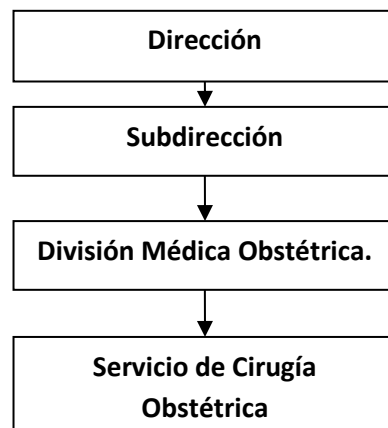 Dirección
Subdirección
División Médica Obstétrica.
Servicio de Cirugía
Obstétrica